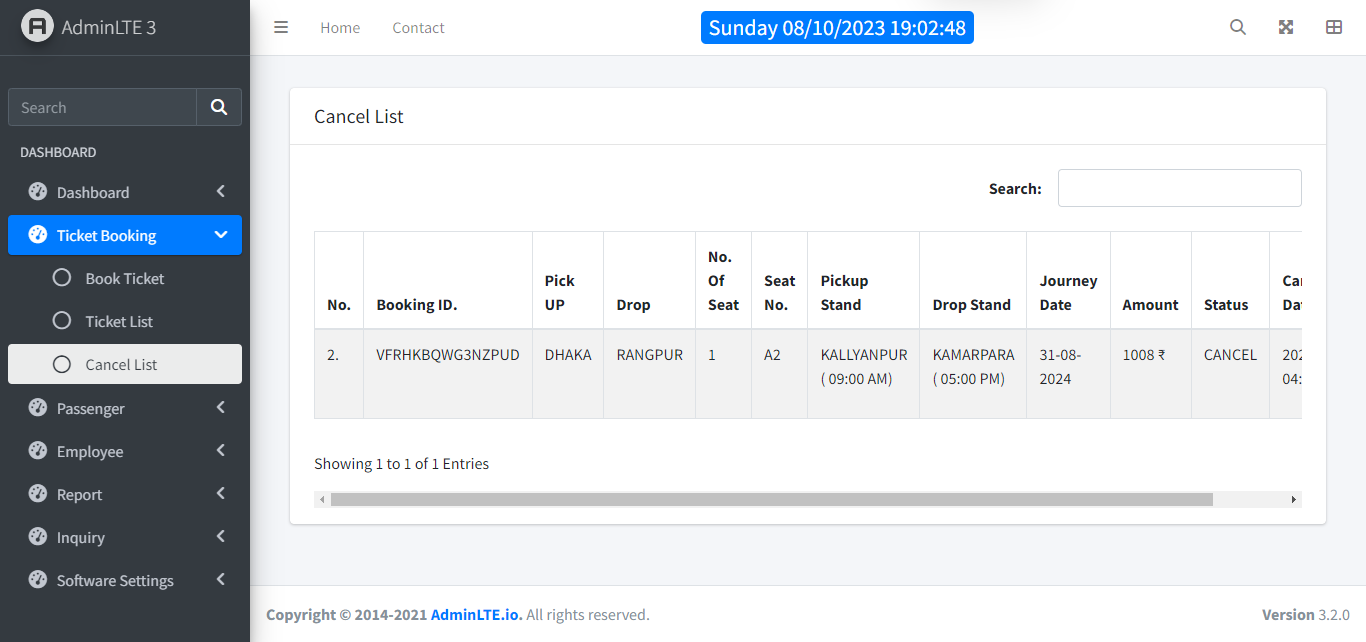 AdminLTE 3
Home
Contact
Sunday 08/10/2023 19:02:48
Search
DASHBOARD
Dashboard
Ticket Booking
Book Ticket
Ticket List
Cancel List
Passenger
Employee
Report
Inquiry
Software Settings
Cancel List
Search:
No.
Booking ID.
Pick
UP
Drop
No.
Of
Seat
Seat
No.
Pickup
Stand
Drop Stand
Journey
Date
Amount
Status
2.
VFRHKBQWG3NZPUD
DHAKA
RANGPUR
1
A2
KALLYANPUR
( 09:00 AM)
KAMARPARA
( 05:00 PM)
31-08-
2024
1008 ₹
CANCEL
Showing 1 to 1 of 1 Entries
Copyright © 2014-2021 AdminLTE.io. All rights reserved.
Version 3.2.0